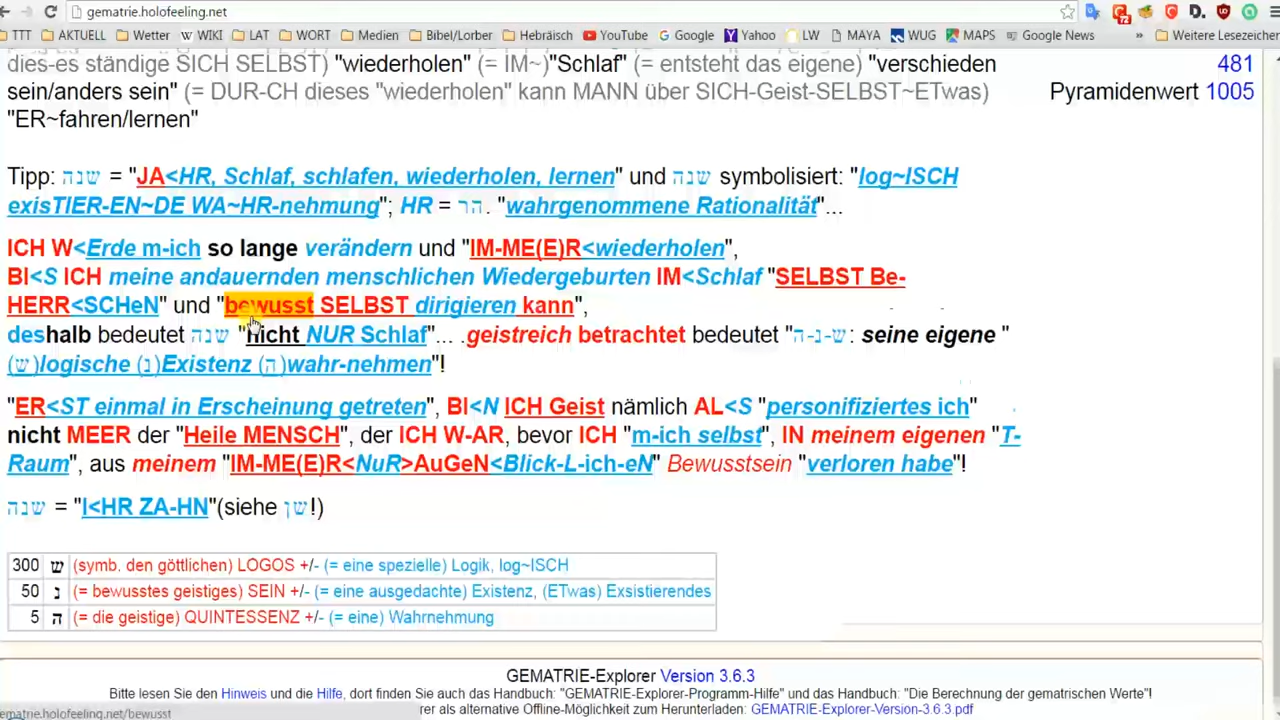 gematrie.holofeeling.net
TTT AKTUELL Wetter WIKI LAT WORT Medien Bibel/Lorber Hebräisch YouTube Google Yahoo LW MAYA WUG MAPS Google News » Weitere Lesezeichen
dies-es ständige SICH SELBST) "wiederholen" (= IM~)"Schlaf" (= entsteht das eigene) "verschieden 481
sein/anders sein" (= DUR-CH dieses "wiederholen" kann MANN über SICH-Geist-SELBST~ETwas) Pyramidenwert 1005
"ER~fahren/lernen"
Tipp: שנה = "JA<HR, Schlaf, schlafen, wiederholen, lernen" und שנה symbolisiert: "log~ISCH
exisTIER-EN~DE WA~HR-nehmung"; HR = הר. "wahrgenommene Rationalität"...
ICH W<Erde m-ich so lange verändern und "IM-ME(E)R<wiederholen",
BI<S ICH meine andauernden menschlichen Wiedergeburten IM<Schlaf "SELBST Be-
HERR<SCHeN" und "bewusst SELBST dirigieren kann",
deshalb bedeutet שנה "nicht NUR Schlaf"... .geistreich betrachtet bedeutet "ש-נ-ה": seine eigene "
(ש)logische (נ)Existenz (ה)wahr-nehmen"!
"ER<ST einmal in Erscheinung getreten", BI<N ICH Geist nämlich AL<S "personifiziertes ich"
nicht MEER der "Heile MENSCH", der ICH W-AR, bevor ICH "m-ich selbst", IN meinem eigenen "T-
Raum", aus meinem "IM-ME(E)R<NuR>AuGeN<Blick-L-ich-eN" Bewusstsein "verloren habe"!
שנה = "I<HR ZA-HN"(siehe שן!)
300 ש (symb. den göttlichen) LOGOS +/- (= eine spezielle) Logik, log~ISCH
50 נ (= bewusstes geistiges) SEIN +/- (= eine ausgedachte) Existenz, (ETwas) Exsistierendes
5 ה (= die geistige) QUINTESSENZ +/- (= eine) Wahrnehmung
GEMATRIE-Explorer Version 3.6.3
Bitte lesen Sie den Hinweis und die Hilfe, dort finden Sie auch das Handbuch: "GEMATRIE-Explorer-Programm-Hilfe" und das Handbuch: "Die Berechnung der gematrischen Werte"!
rer als alternative Offline-Möglichkeit zum Herunterladen: GEMATRIE-Explorer-Version-3.6.3.pdf
gematrie.holofeeling.net/bewusst